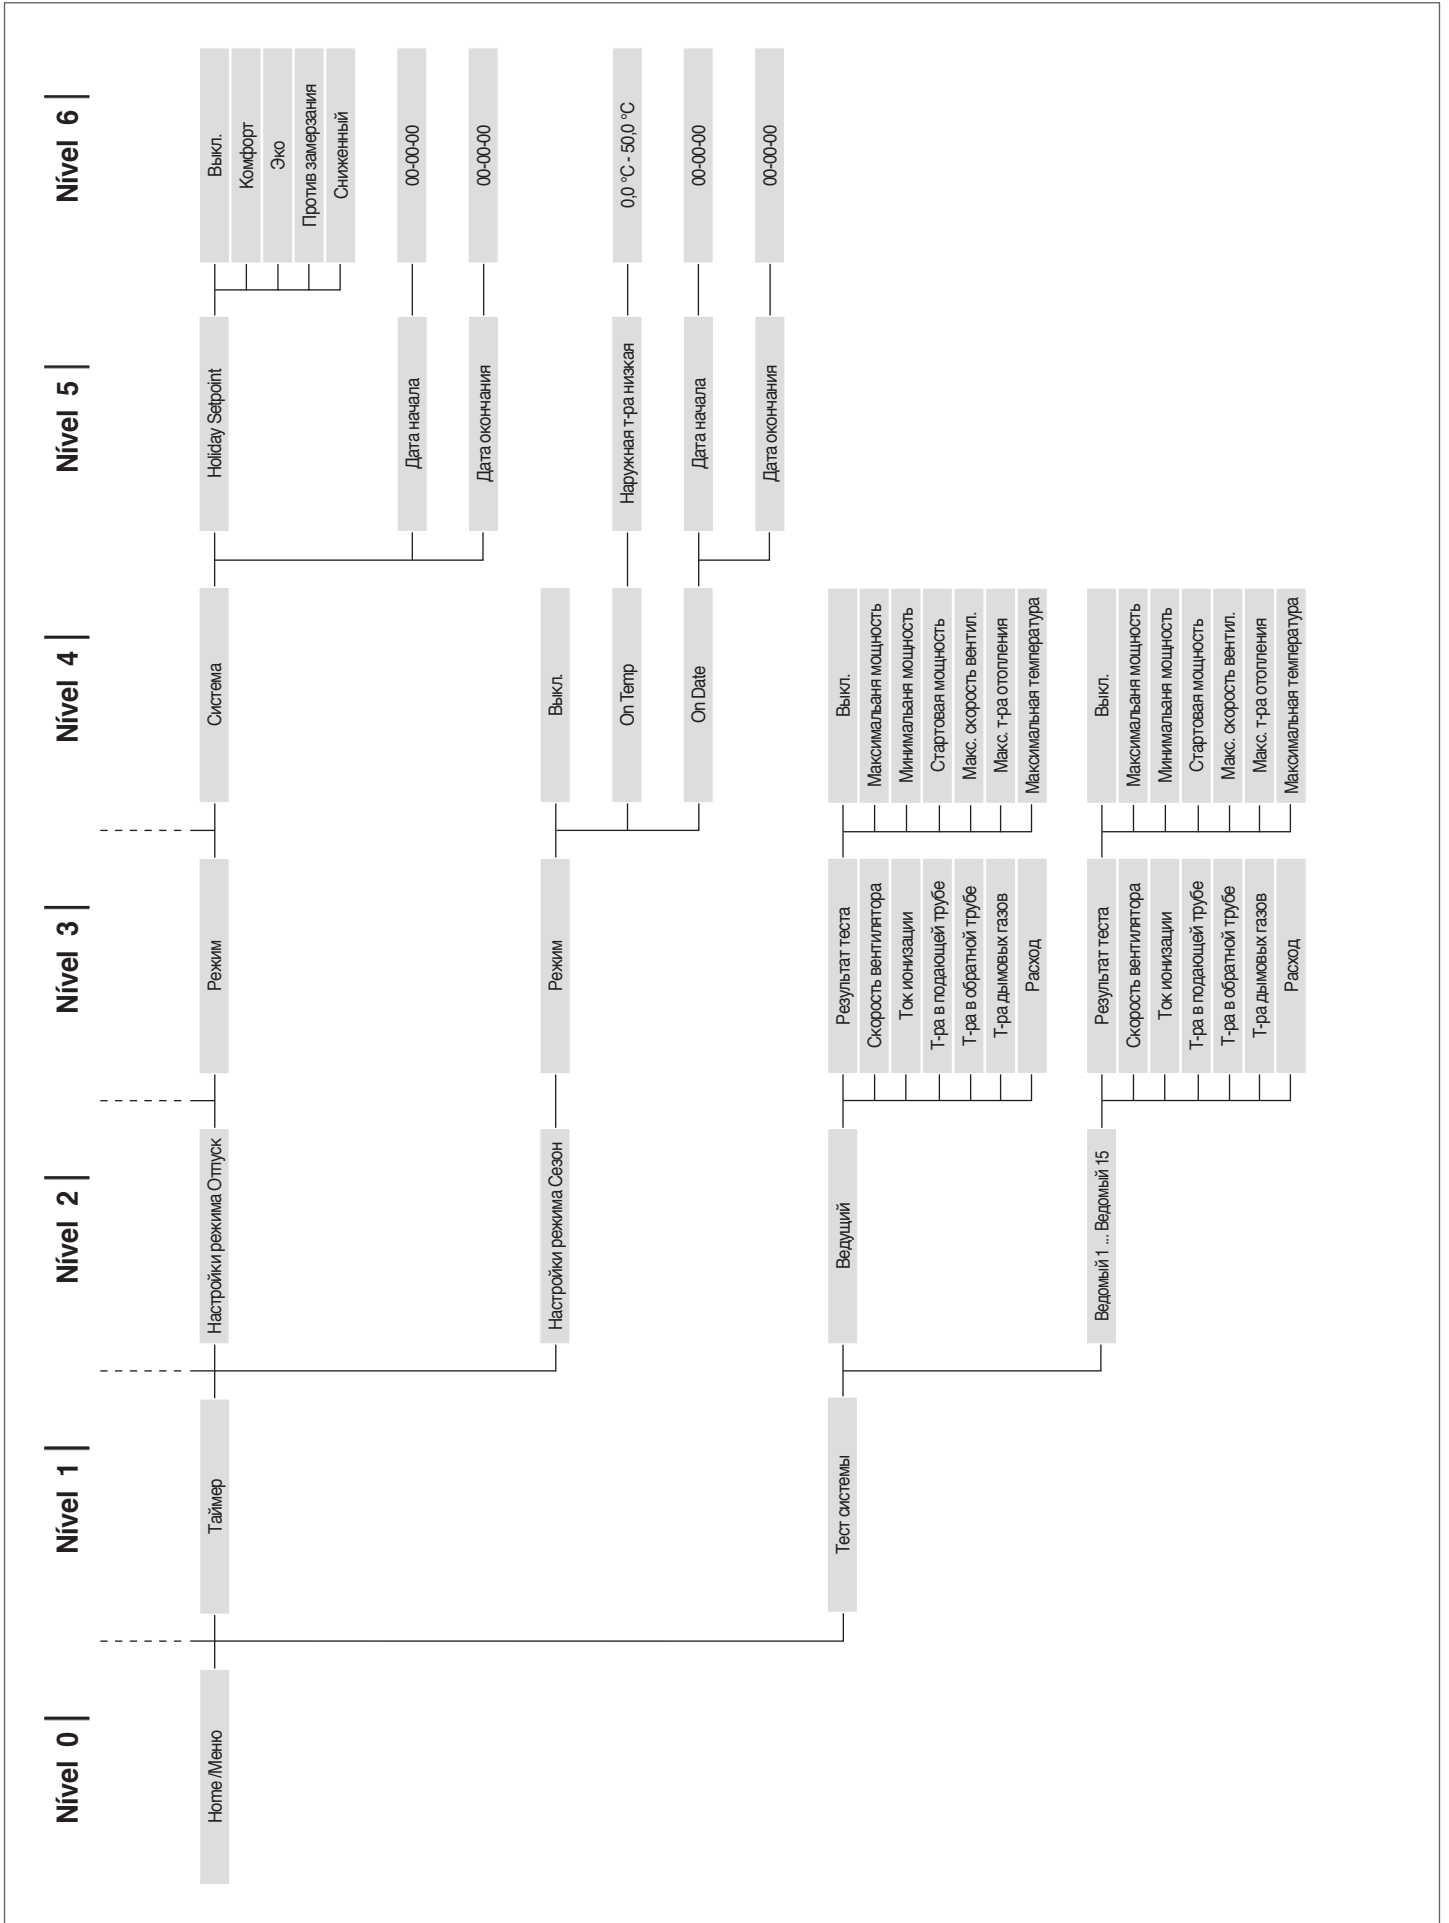 Nível 0
Nível 1
Nível 2
Nível 3
Nível 4
Nível 5
Nível 6
Home /Меню
Таймер
Настройки режима Отпуск
Режим
Система
Holiday Setpoint
Выкл.
Комфорт
Эко
Против замерзания
Сниженный
Дата начала
00-00-00
Дата окончания
00-00-00
Настройки режима Сезон
Режим
Выкл.
On Temp
Наружная т-ра низкая
0,0 °C - 50,0 °C
On Date
Дата начала
00-00-00
Дата окончания
00-00-00
Тест системы
Ведущий
Результат теста
Скорость вентилятора
Ток ионизации
Т-ра в подающей трубе
Т-ра в обратной трубе
Т-ра дымовых газов
Расход
Выкл.
Максимальаня мощность
Минимальаня мощность
Стартовая мощность
Макс. скорость вентил.
Макс. т-ра отопления
Максимальная температура
Ведомый 1 ... Ведомый 15
Результат теста
Скорость вентилятора
Ток ионизации
Т-ра в подающей трубе
Т-ра в обратной трубе
Т-ра дымовых газов
Расход
Выкл.
Максимальаня мощность
Минимальаня мощность
Стартовая мощность
Макс. скорость вентил.
Макс. т-ра отопления
Максимальная температура